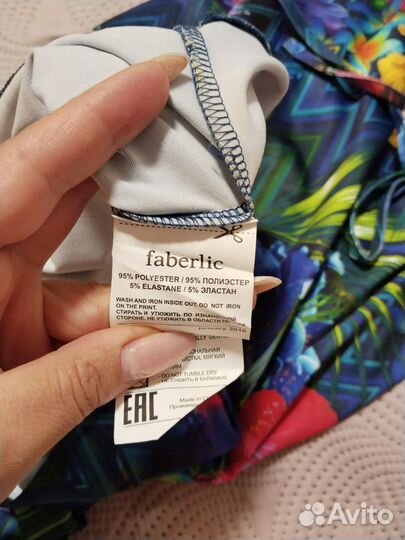 faberlic
95% POLYESTER / 95% ПОЛИЭСТЕР
5% ELASTANE / 5% ЭЛАСТАН
WASH AND IRON INSIDE OUT. DO NOT IRON
ON THE PRINT.
СТИРАТЬ И УТЮЖИТЬ ПО ИЗНАНОЧНОЙ
СТОРОНЕ. НЕ УТЮЖИТЬ В ОБЛАСТИ
DO NOT TUMBLE DRY
НЕ СУШИТЬ В БАРАБАНЕ
EAC
Made in
Avito